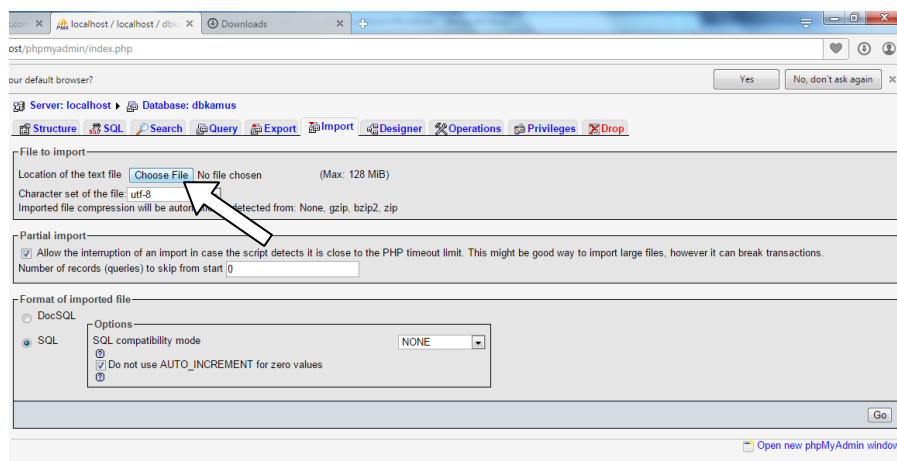 localhost / localhost / dbk
Downloads
ost/phpmyadmin/index.php
our default browser?
Yes
No, don't ask again
Server: localhost
Database: dbkamus
Structure
SQL
Search
Query
Export
Import
Designer
Operations
Privileges
Drop
File to import
Location of the text file Choose File No file chosen (Max: 128 MiB)
Character set of the file: utf-8
Imported file compression will be detected from: None, gzip, bzip2, zip
Partial import
Allow the interruption of an import in case the script detects it is close to the PHP timeout limit. This might be good way to import large files, however it can break transactions.
Number of records (queries) to skip from start 0
Format of imported file
DocSQL
Options
SQL
SQL compatibility mode NONE
Do not use AUTO_INCREMENT for zero values
Go
Open new phpMyAdmin window